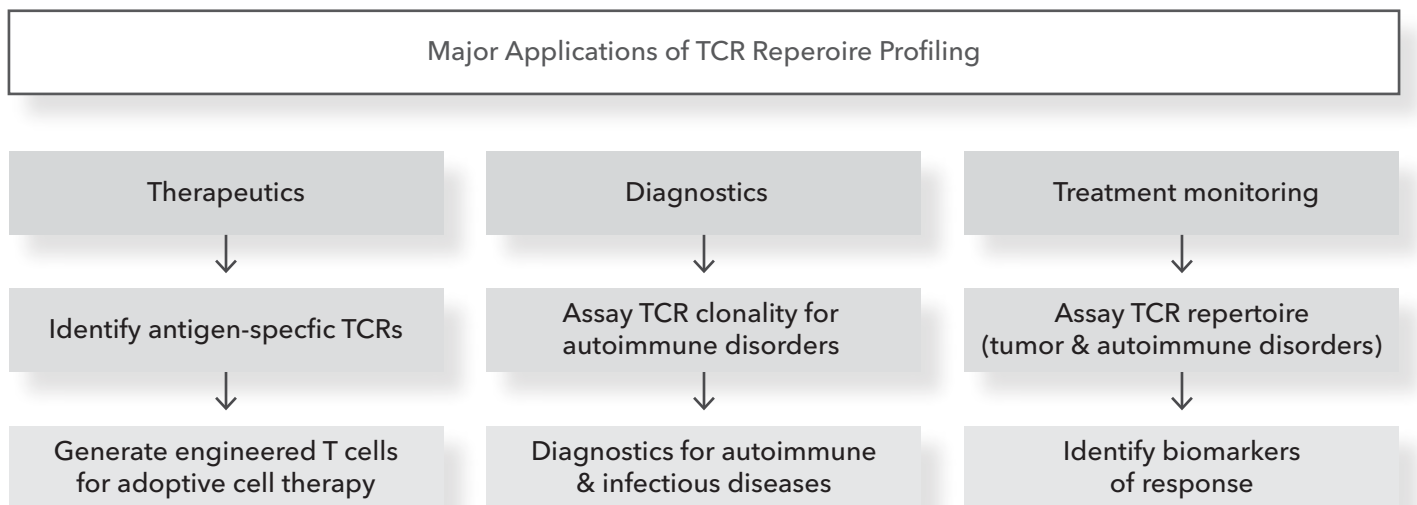 Major Applications of TCR Reperoire Profiling
Therapeutics
Diagnostics
Treatment monitoring
Identify antigen-specfic TCRs
Assay TCR clonality for
autoimmune disorders
Assay TCR repertoire
(tumor & autoimmune disorders)
Generate engineered T cells
for adoptive cell therapy
Diagnostics for autoimmune
& infectious diseases
Identify biomarkers
of response